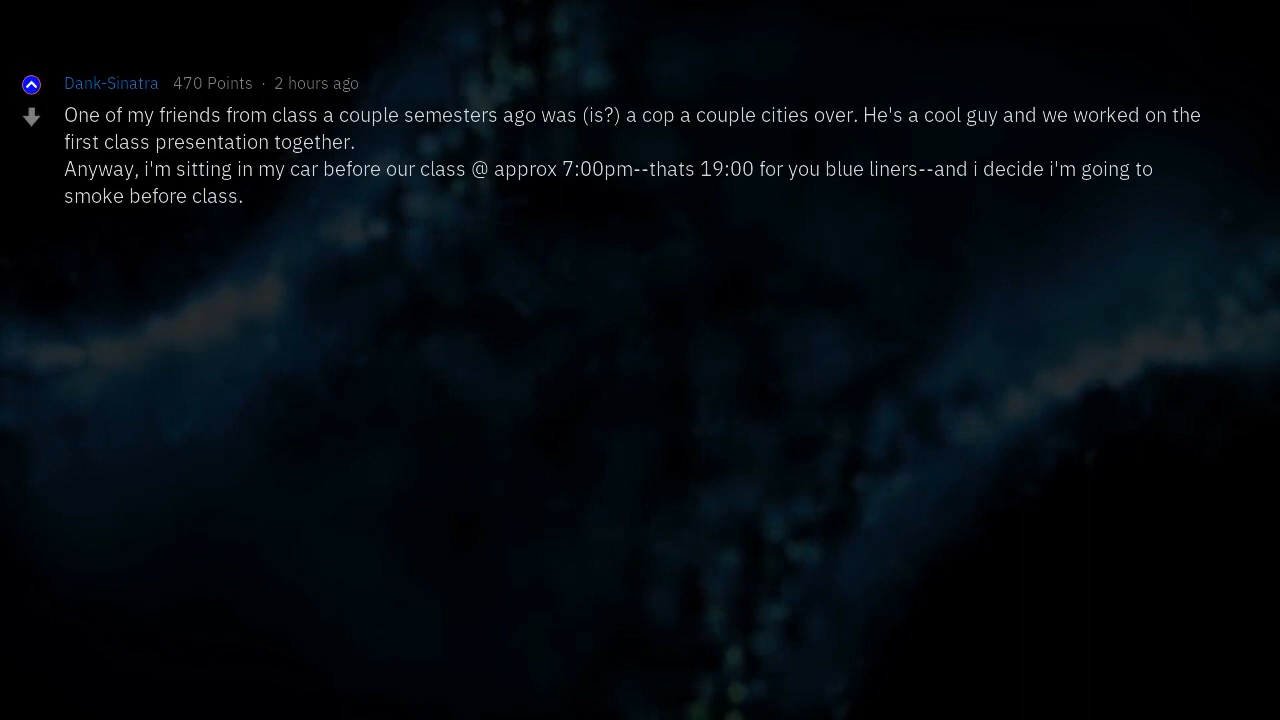 Dank-Sinatra 470 Points · 2 hours ago
One of my friends from class a couple semesters ago was (is?) a cop a couple cities over. He's a cool guy and we worked on the
first class presentation together.
Anyway, i'm sitting in my car before our class @ approx 7:00pm--thats 19:00 for you blue liners--and i decide i'm going to
smoke before class.